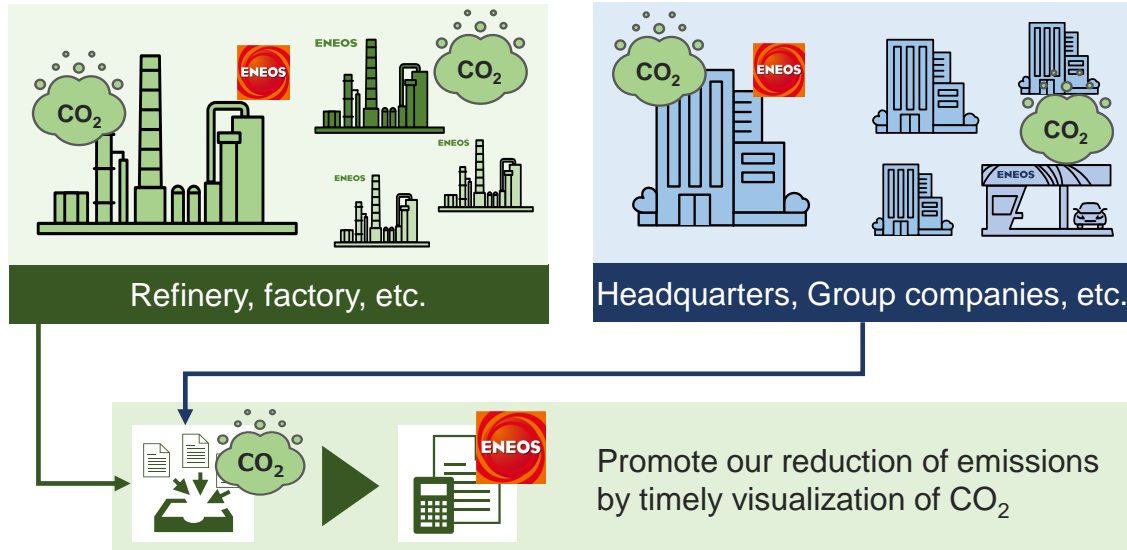 CO₂
ENEOS
ENEOS
CO₂
ENEOS
ENEOS
Refinery, factory, etc.
CO₂
ENEOS
CO₂
ENEOS
Headquarters, Group companies, etc.
CO₂
ENEOS
Promote our reduction of emissions
by timely visualization of CO₂